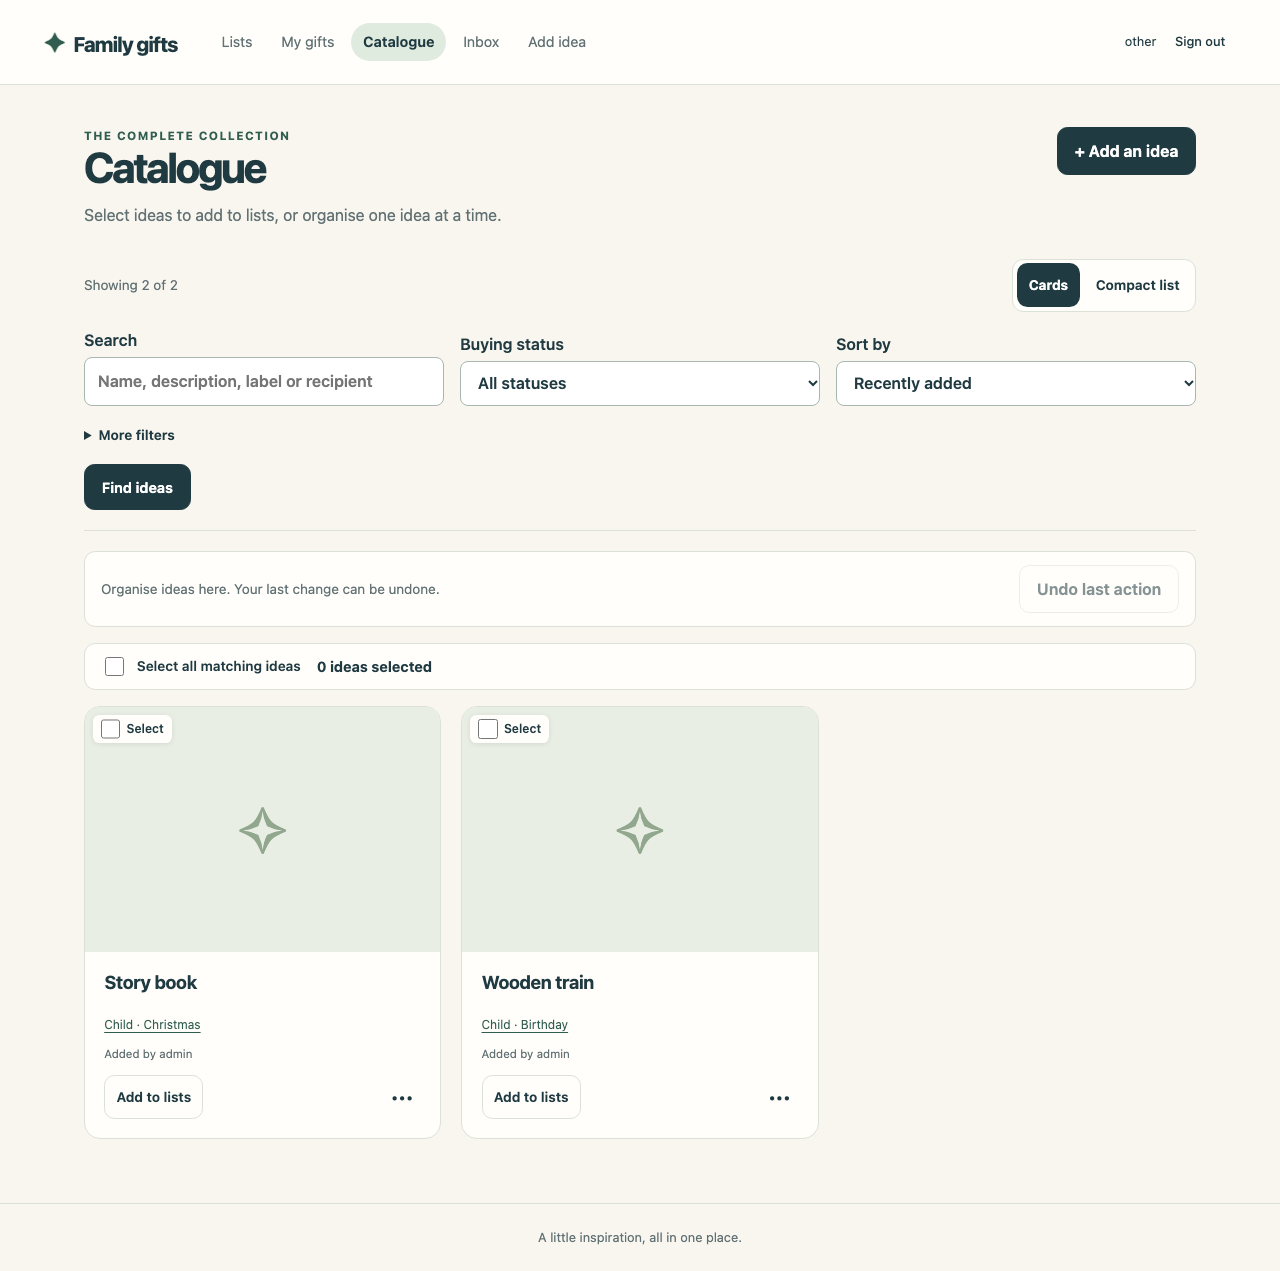 Family gifts
Lists
My gifts
Catalogue
Inbox
Add idea
other
Sign out
THE COMPLETE COLLECTION
Catalogue
+ Add an idea
Select ideas to add to lists, or organise one idea at a time.
Showing 2 of 2
Cards
Compact list
Search
Buying status
Sort by
Name, description, label or recipient
All statuses
Recently added
More filters
Find ideas
Organise ideas here. Your last change can be undone.
Undo last action
Select all matching ideas
0 ideas selected
Select
Select
Story book
Child · Christmas
Added by admin
Add to lists
Wooden train
Child · Birthday
Added by admin
Add to lists
A little inspiration, all in one place.